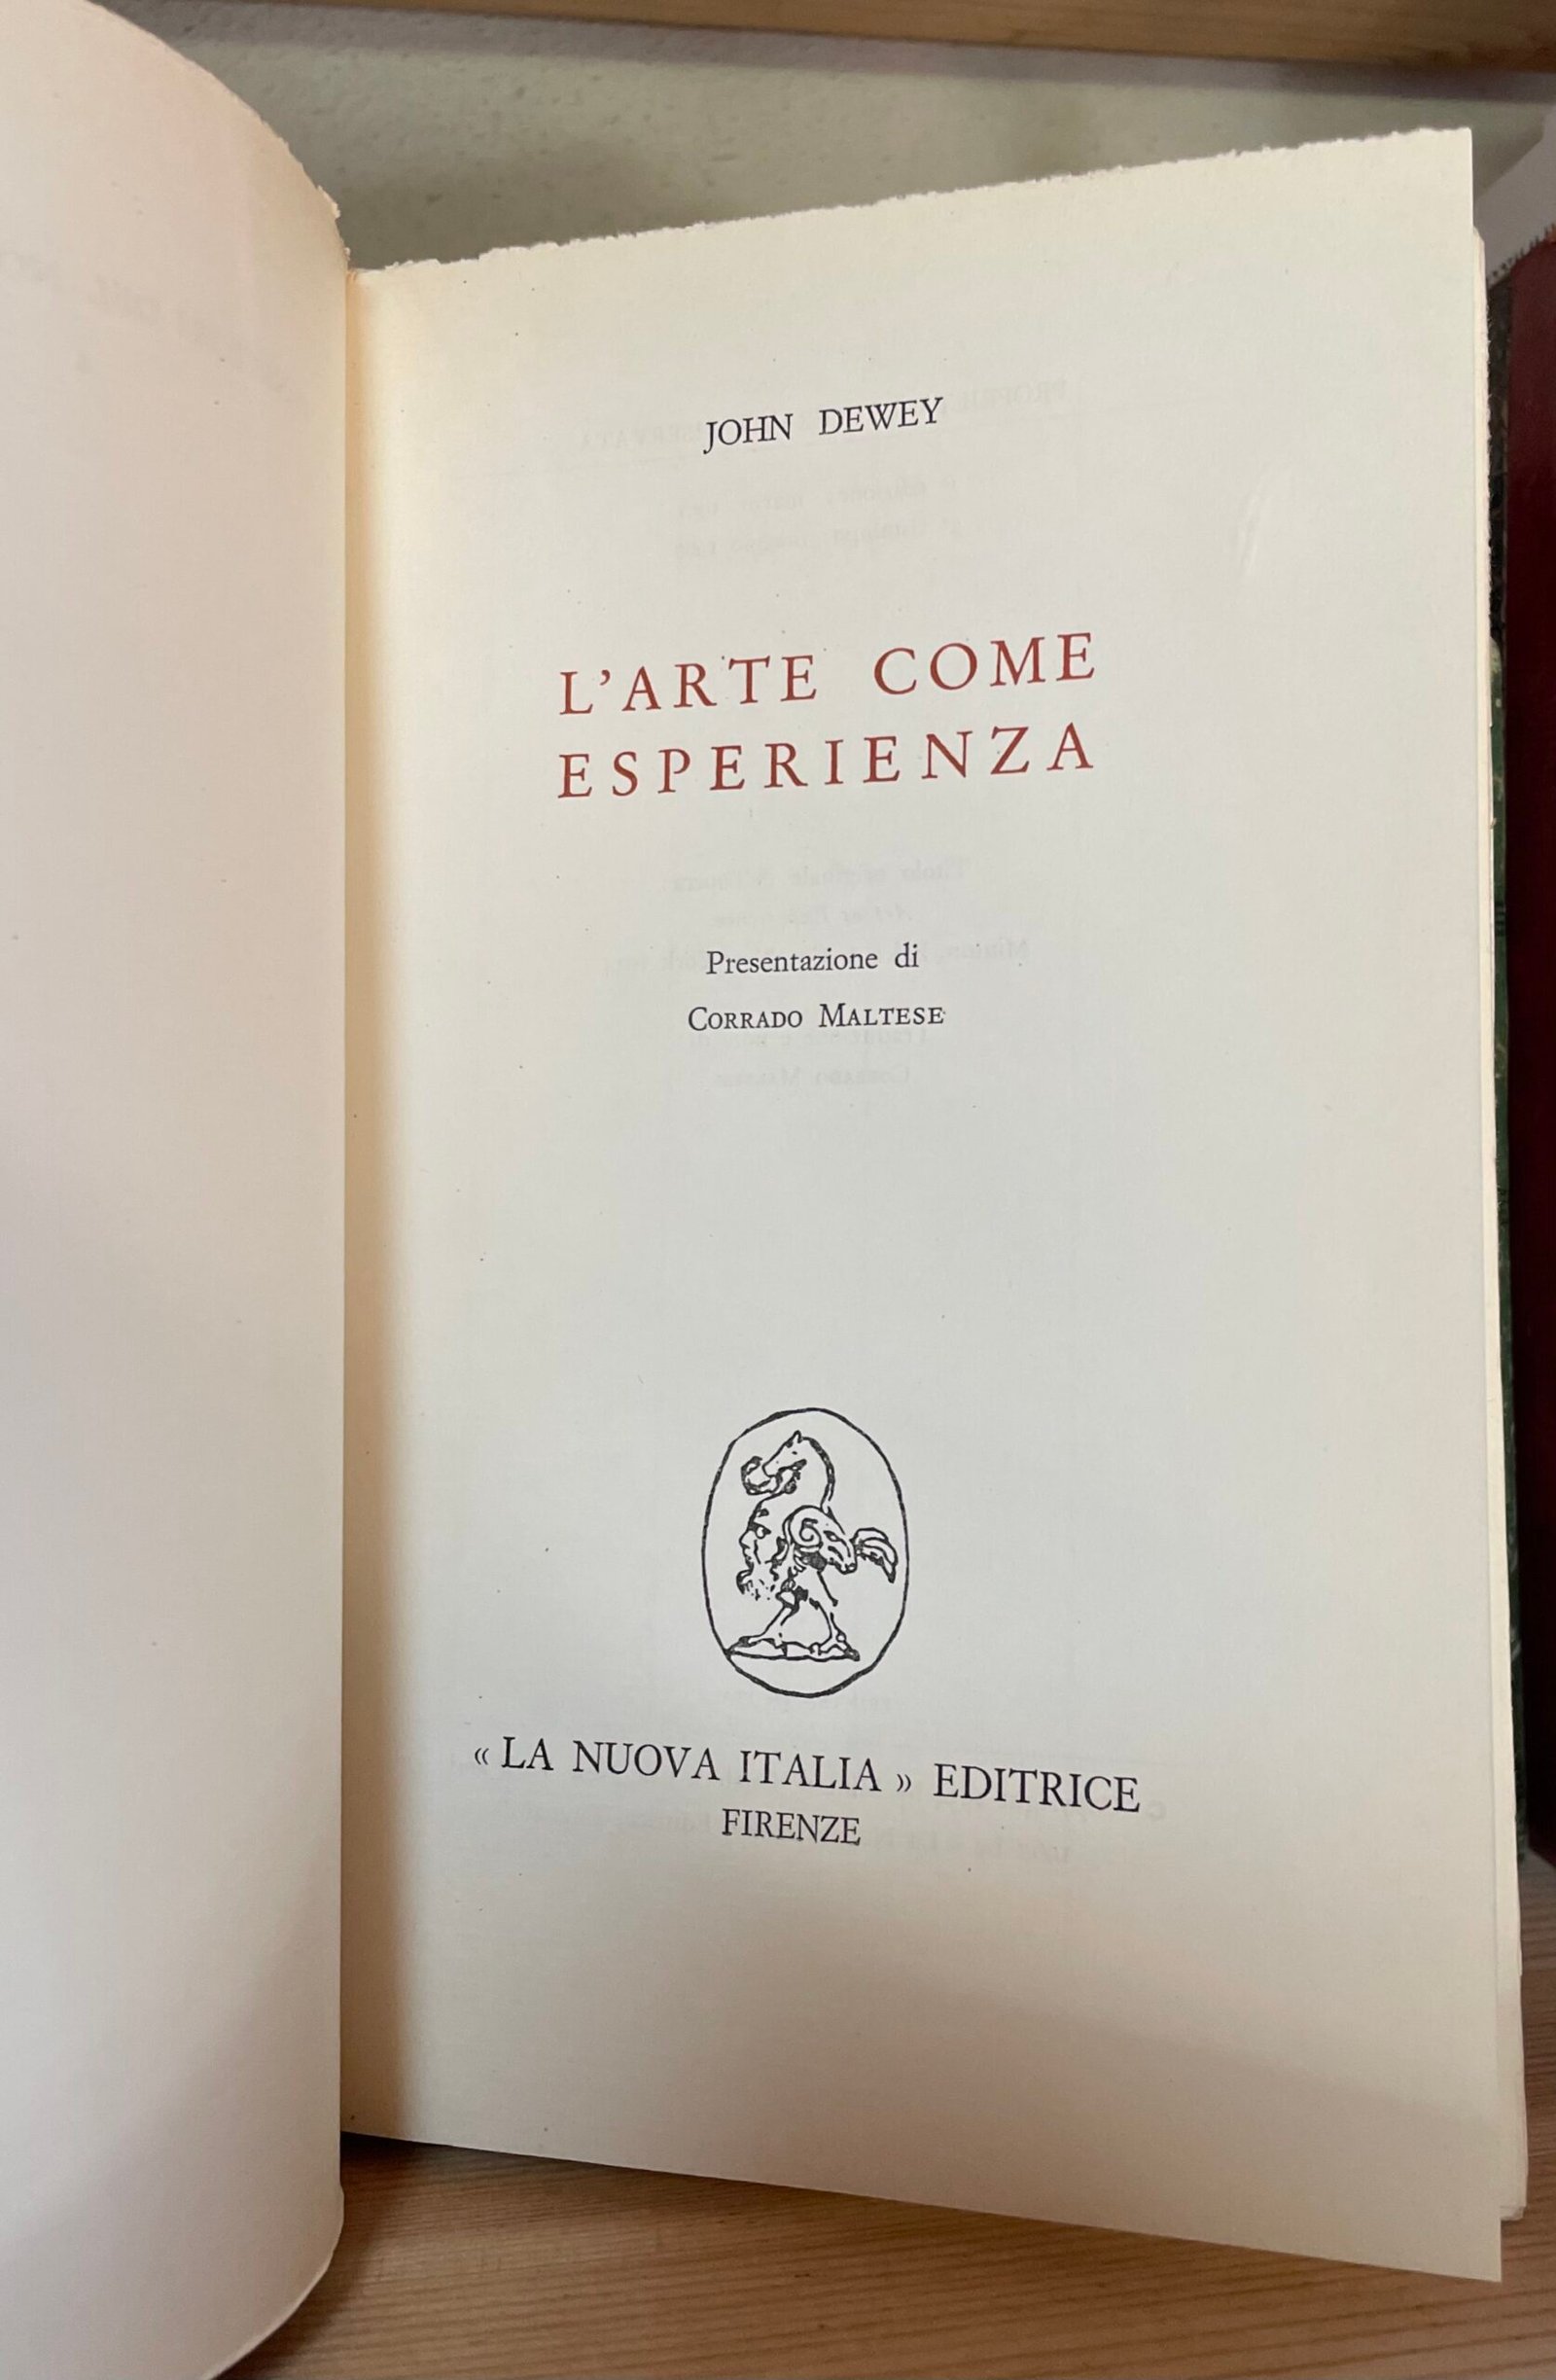 JOHN DEWEY
L'ARTE COME
ESPERIENZA
Presentazione di
CORRADO MALTESE
« LA NUOVA ITALIA » EDITRICE
FIRENZE